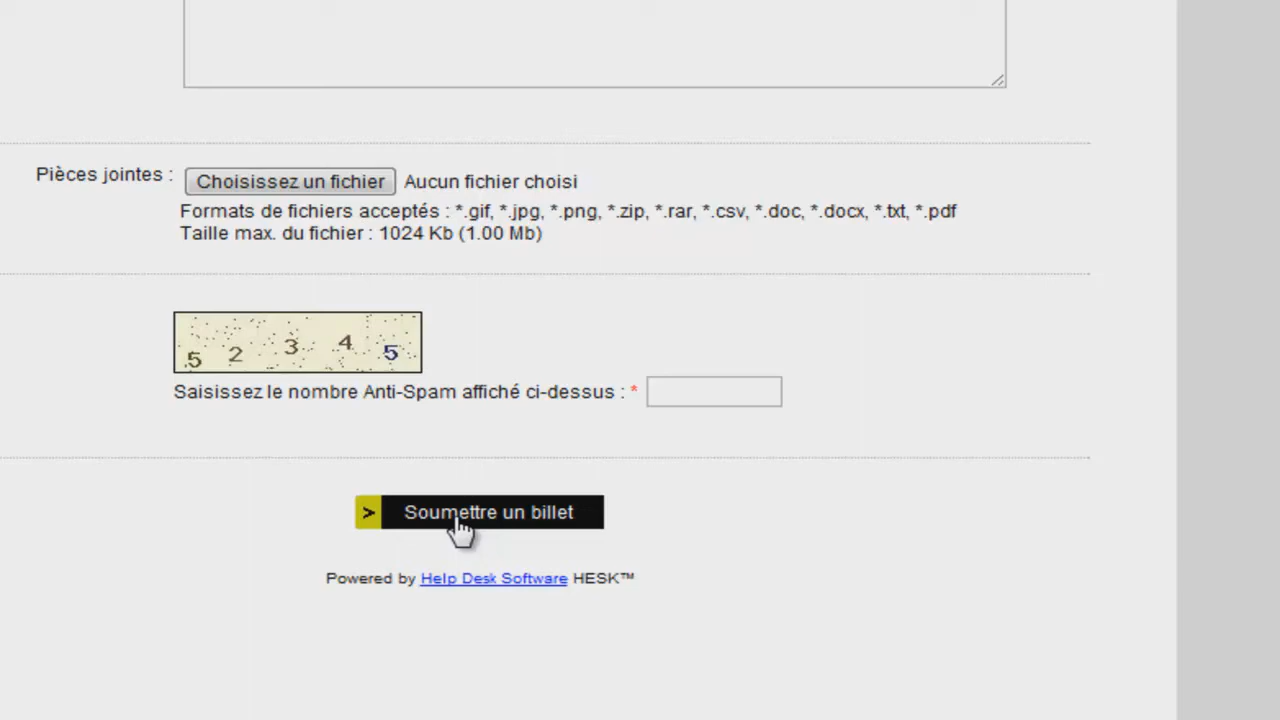 Pièces jointes :
Choisissez un fichier Aucun fichier choisi
Formats de fichiers acceptés : *.gif, *.jpg, *.png, *.zip, *.rar, *.csv, *.doc, *.docx, *.txt, *.pdf
Taille max. du fichier : 1024 Kb (1.00 Mb)
5 2 3 4 5
Saisissez le nombre Anti-Spam affiché ci-dessus : *
> Soumettre un billet
Powered by Help Desk Software HESK™